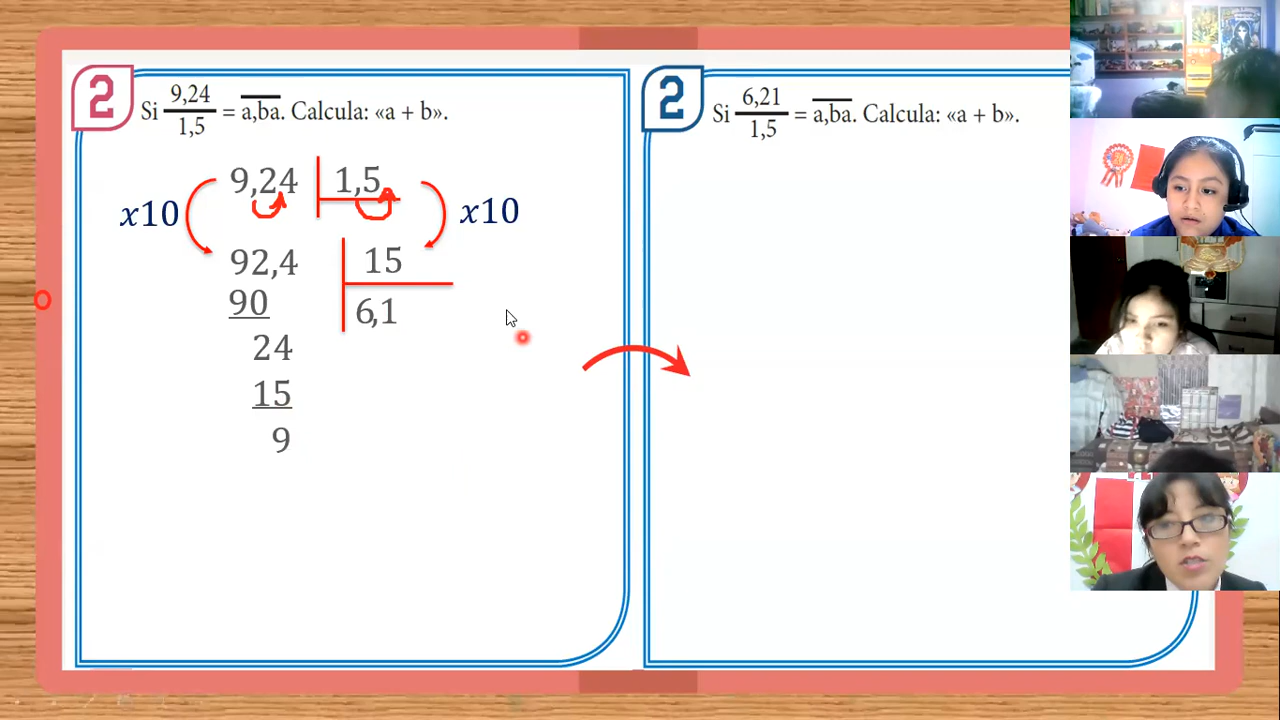 2
Si 9,24/1,5 = a,ba. Calcula: «a + b».
9,24 1,5
x10 x10
92,4 15
90 6,1
24
15
9
2
Si 6,21/1,5 = a,ba. Calcula: «a + b».